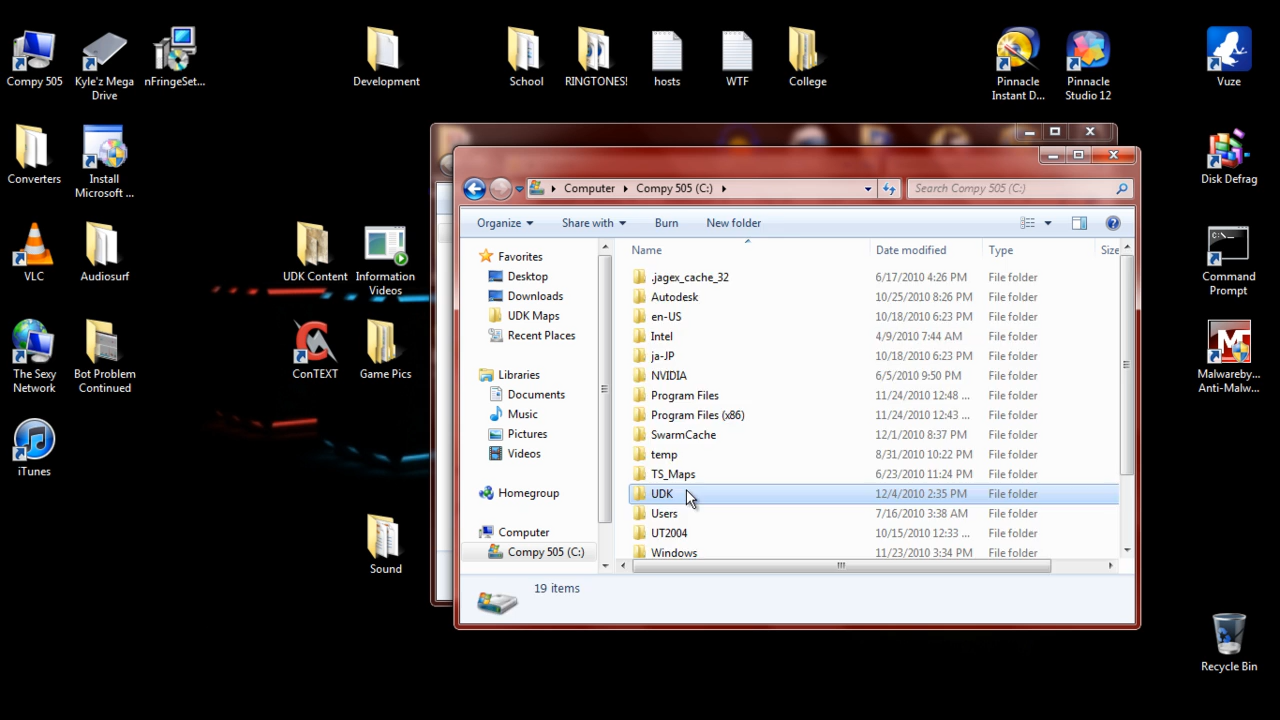 Compy 505
Kyle'z Mega
Drive
nFringeSet...
Development
School
RINGTONES!
hosts
WTF
College
Pinnacle
Instant D...
Pinnacle
Studio 12
Vuze
Converters
Install
Microsoft ...
Disk Defrag
VLC
Audiosurf
UDK Content
Information
Videos
Command
Prompt
The Sexy
Network
Bot Problem
Continued
ConTEXT
Game Pics
Malwareby...
Anti-Malw...
iTunes
Sound
Recycle Bin
Computer
Compy 505 (C:)
Search Compy 505 (C:)
Organize
Share with
Burn
New folder
Favorites
Desktop
Downloads
UDK Maps
Recent Places
Libraries
Documents
Music
Pictures
Videos
Homegroup
Computer
Compy 505 (C:)
Name Date modified Type Size
.jagex_cache_32 6/17/2010 4:26 PM File folder
Autodesk 10/25/2010 8:26 PM File folder
en-US 10/18/2010 6:23 PM File folder
Intel 4/9/2010 7:44 AM File folder
ja-JP 10/18/2010 6:23 PM File folder
NVIDIA 6/5/2010 9:50 PM File folder
Program Files 11/24/2010 12:48 ... File folder
Program Files (x86) 11/24/2010 12:43 ... File folder
SwarmCache 12/1/2010 8:37 PM File folder
temp 8/31/2010 10:22 PM File folder
TS_Maps 6/23/2010 11:24 PM File folder
UDK 12/4/2010 2:35 PM File folder
Users 7/16/2010 3:38 AM File folder
UT2004 10/15/2010 12:33 ... File folder
Windows 11/23/2010 3:34 PM File folder
19 items